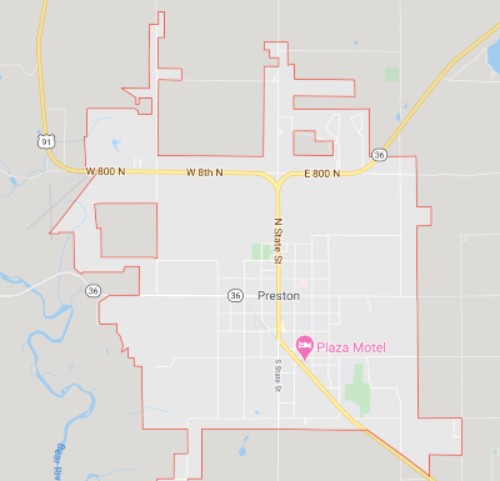 36
91
W 800 N
W 8th N
E 800 N
N State St
36
36
Preston
Plaza Motel
S State St
Bear Riv